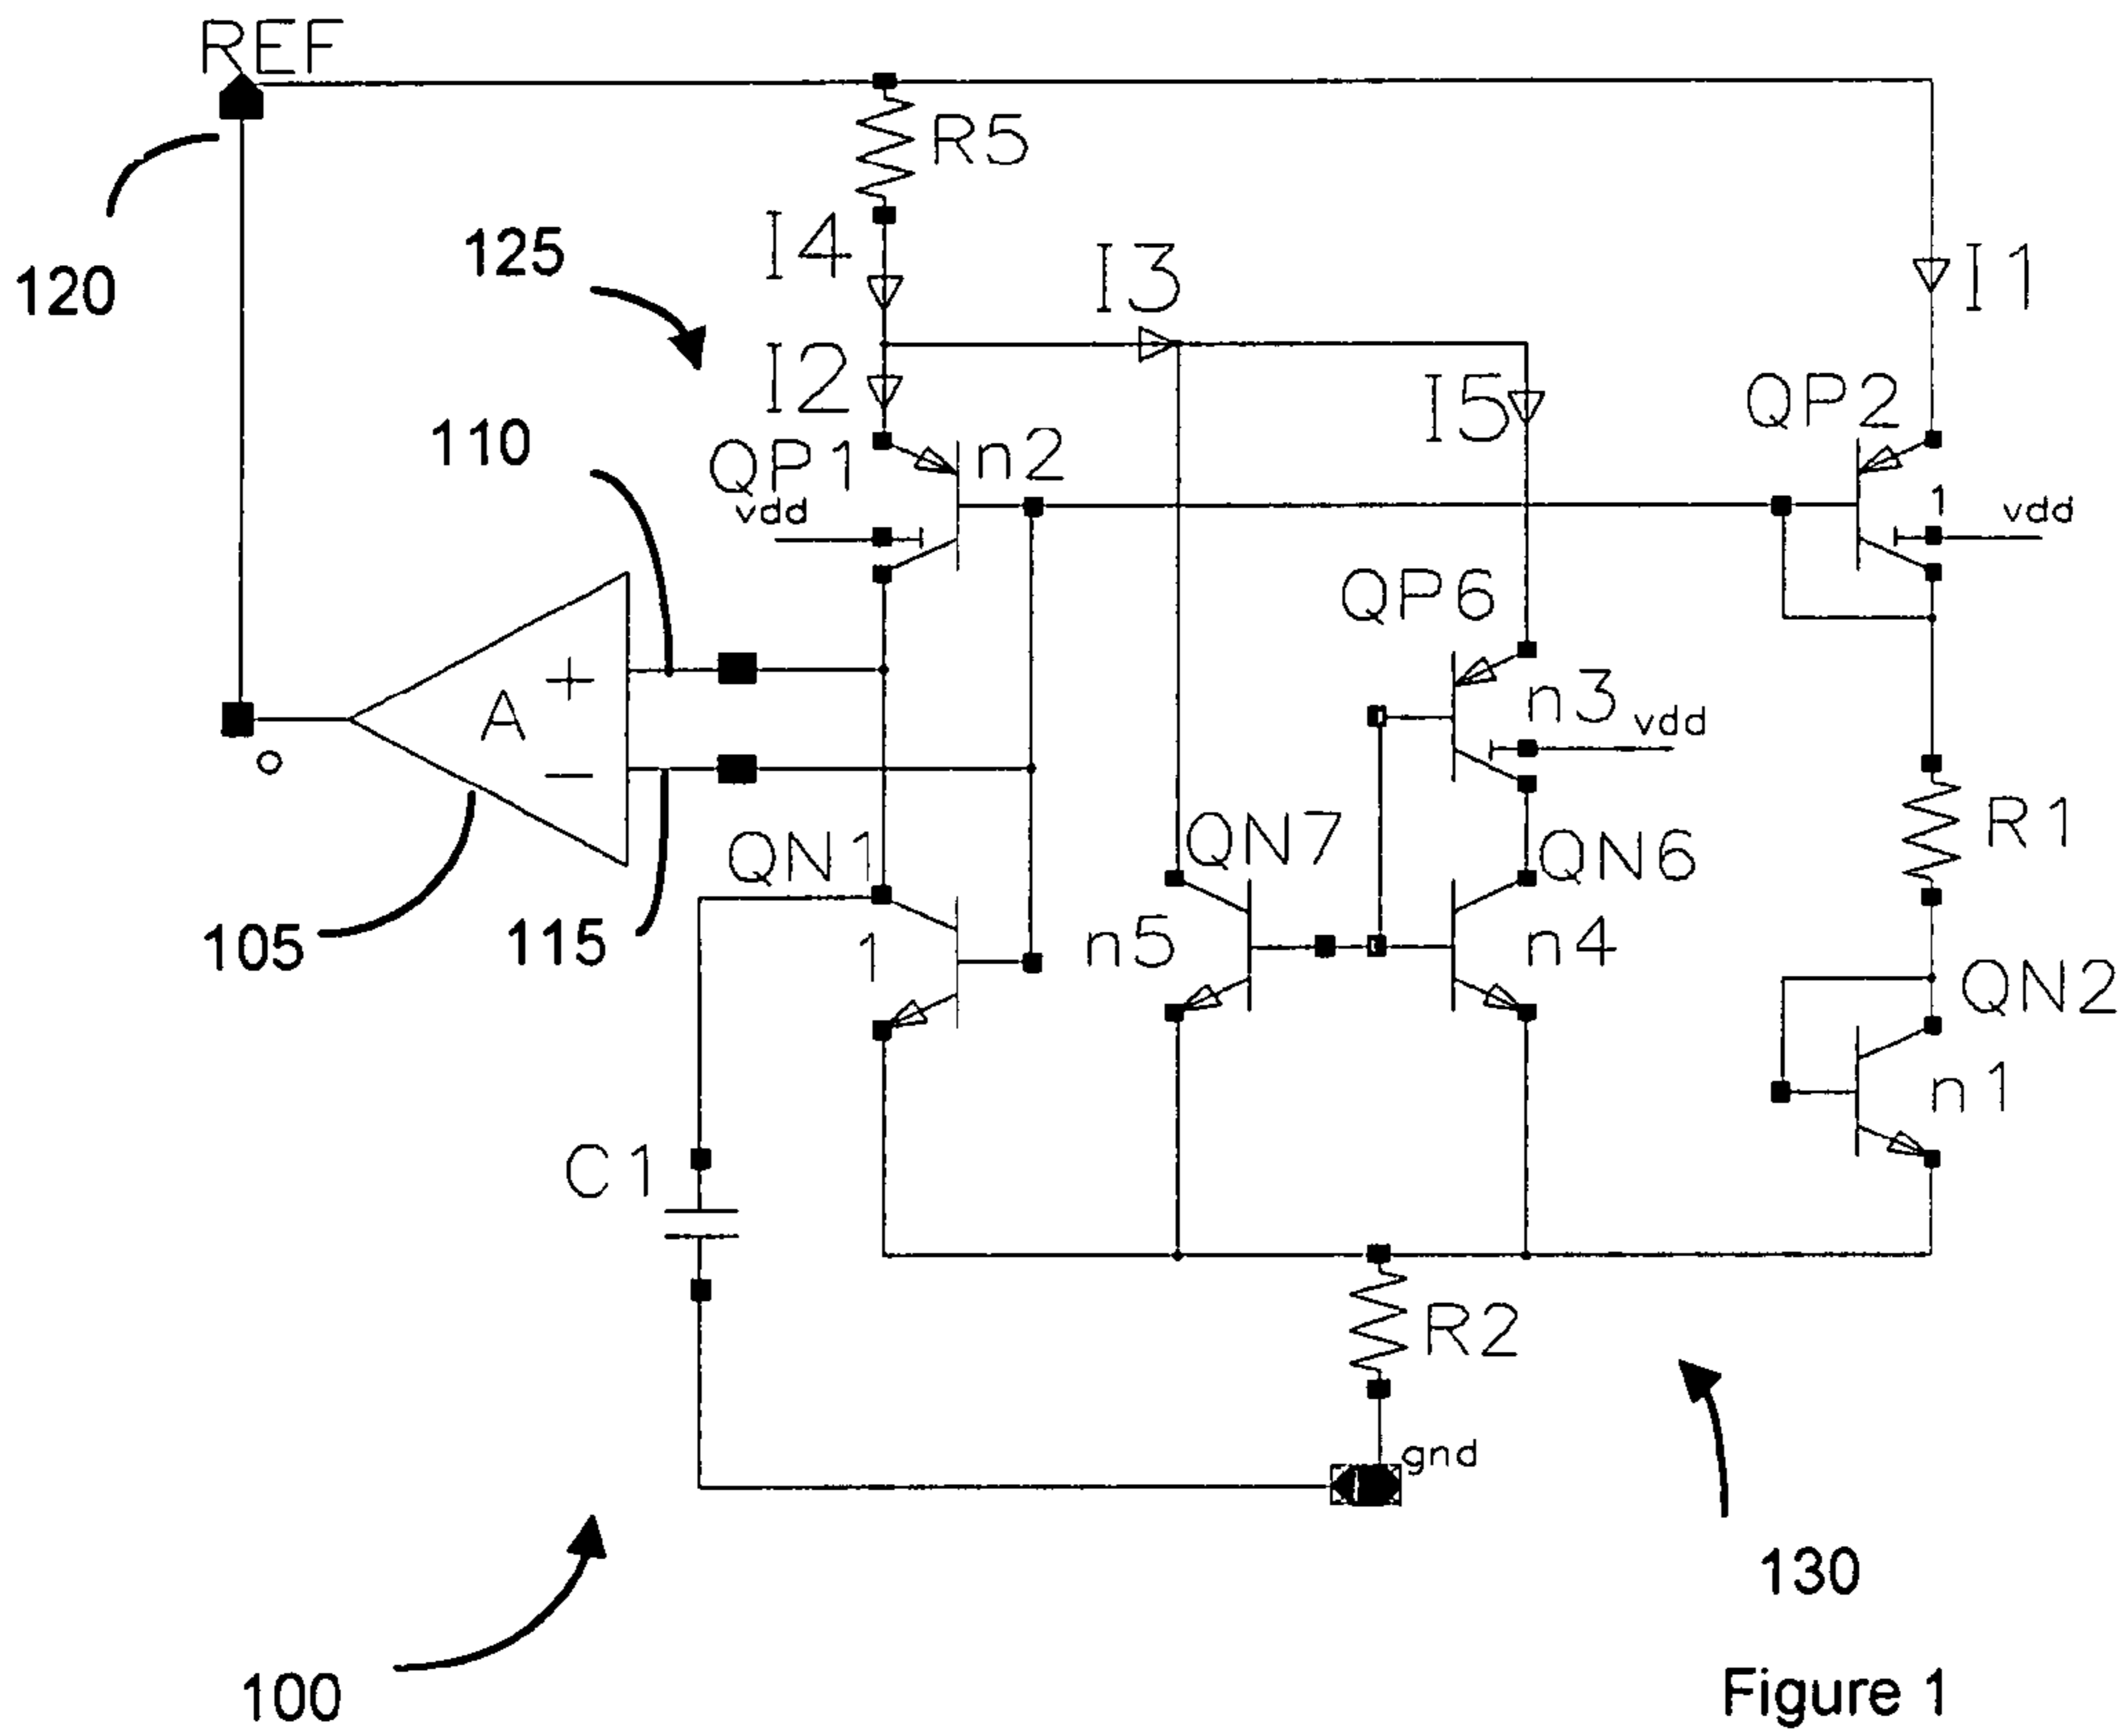 REF
R5
120
125
I4
I3
I1
I2
I5
QP2
110
QP1
n2
vdd
1
vdd
QP6
A
+
−
n3
vdd
QN1
QN7
QN6
R1
105
115
1
n5
n4
QN2
n1
C1
R2
gnd
130
100
Figure 1